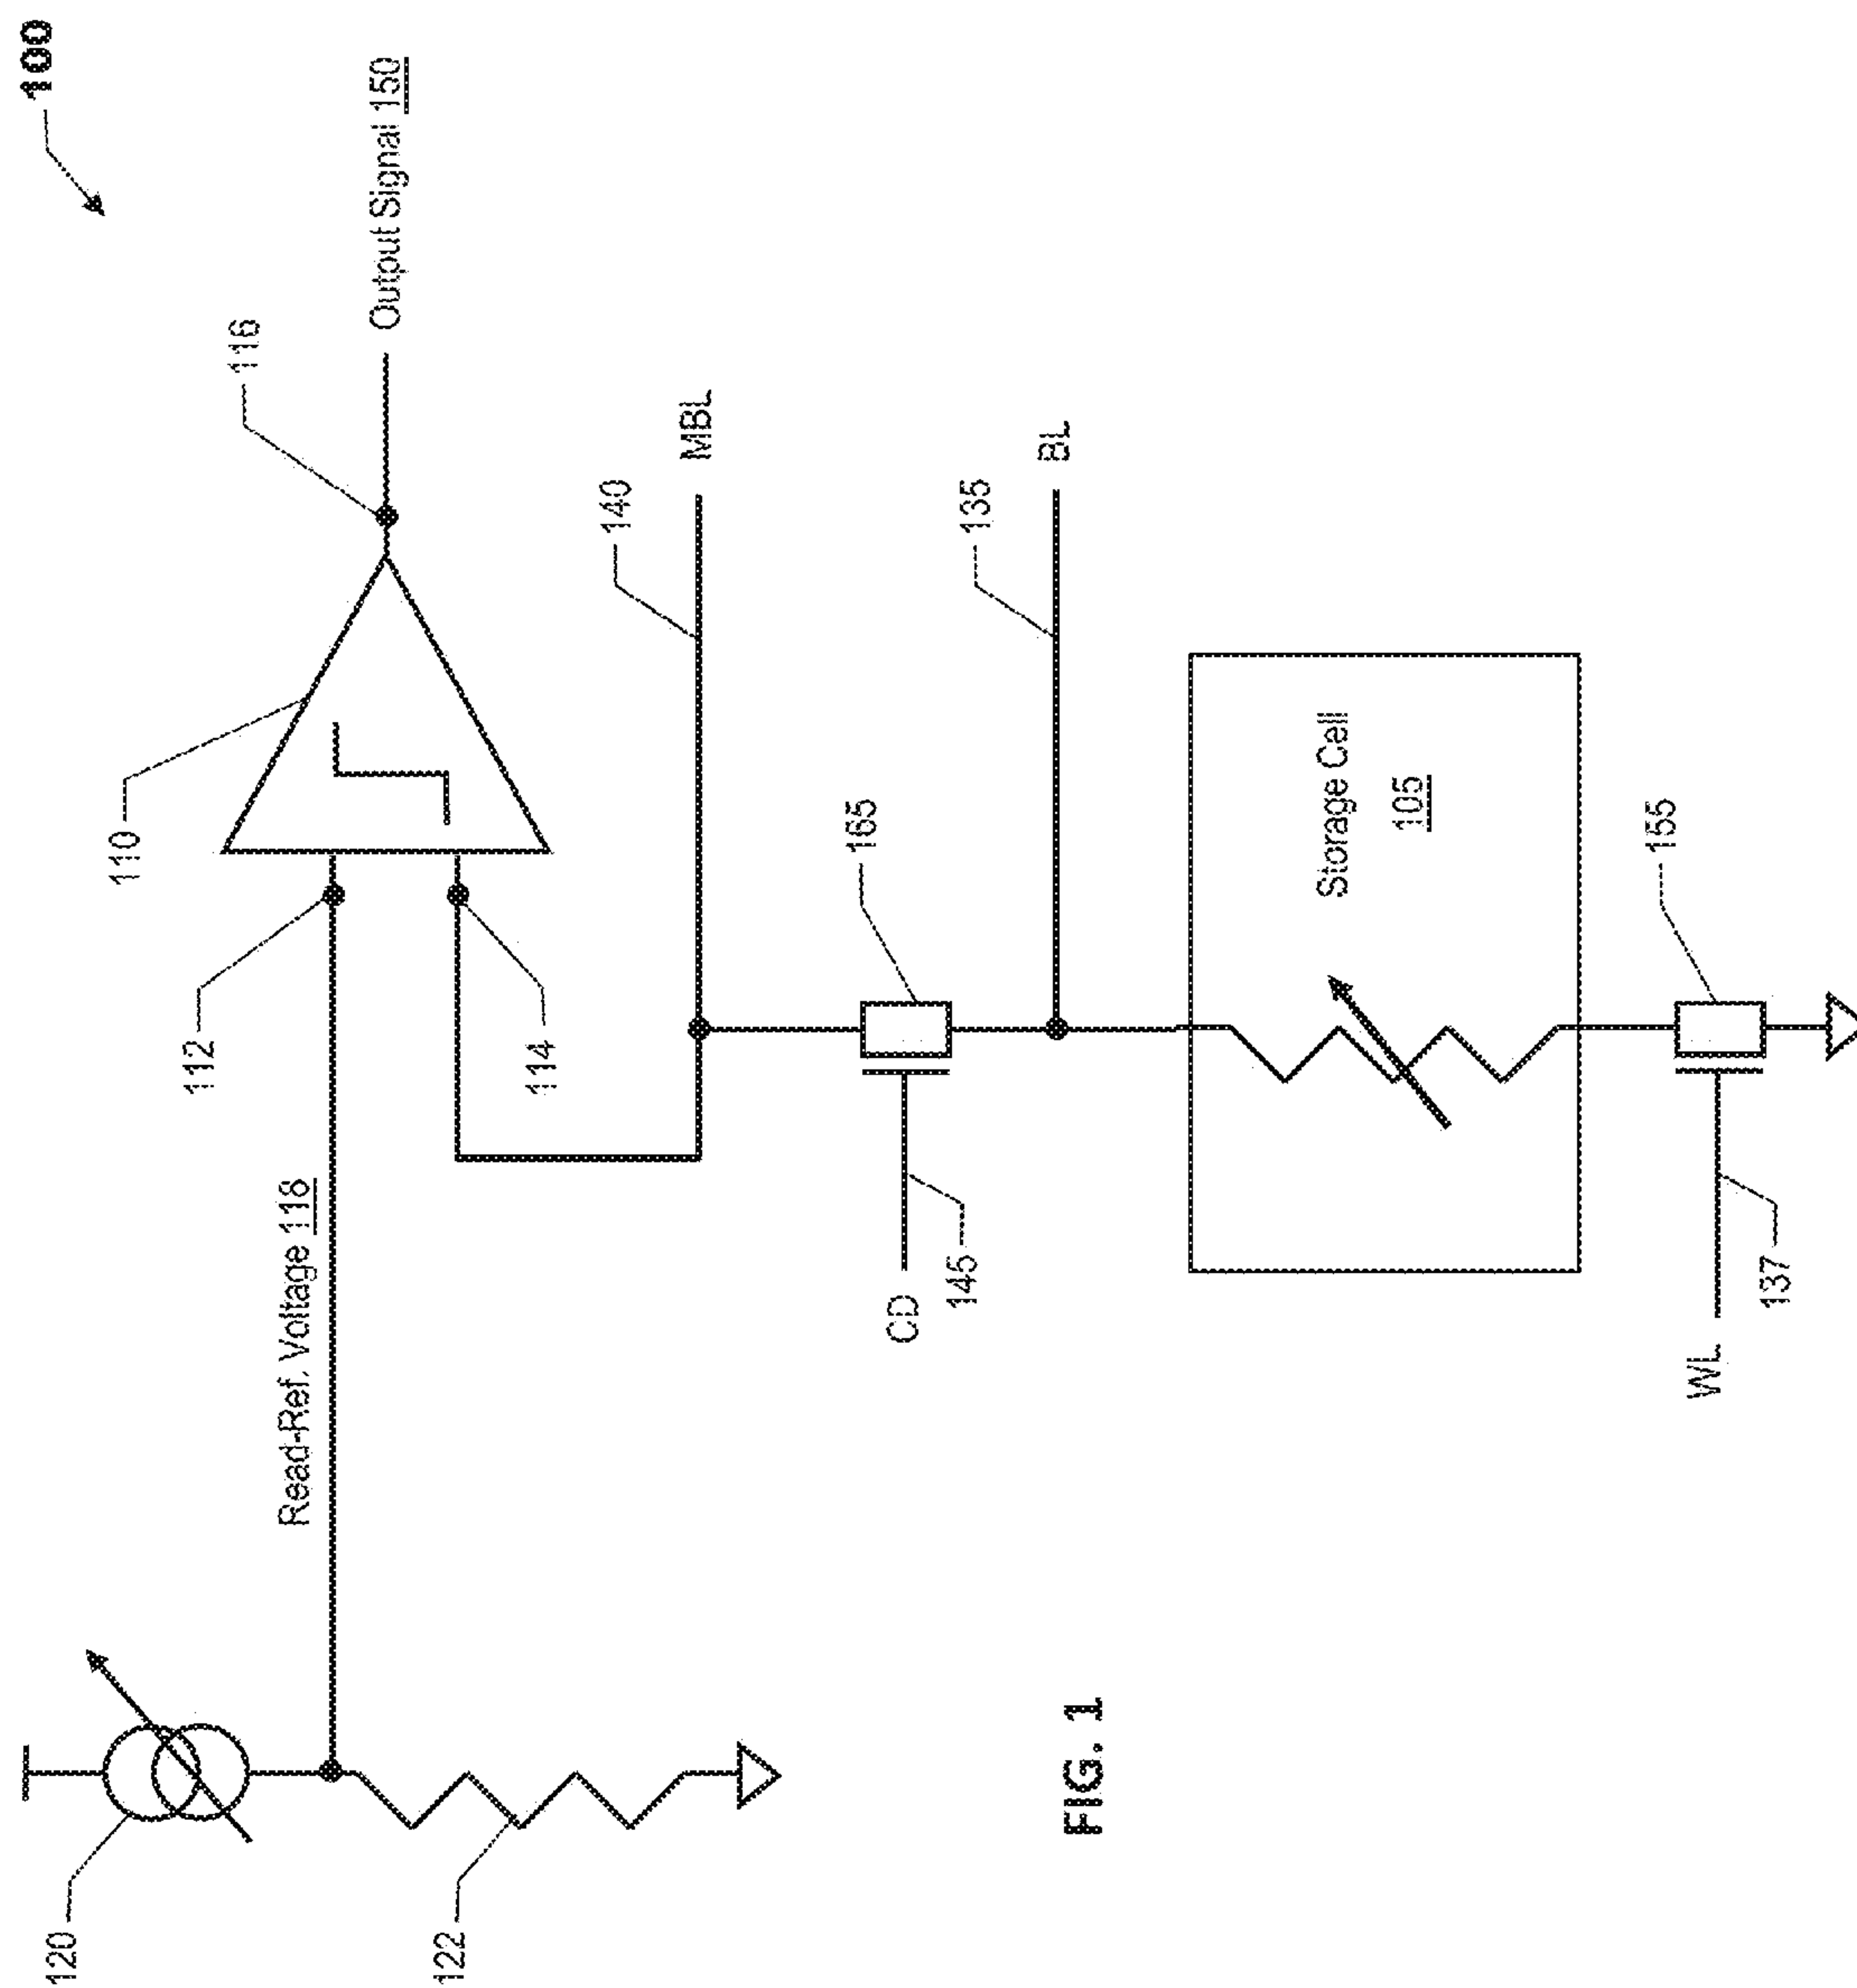 100
120
110
112
116
Read-Ref. Voltage 118
Output Signal 150
122
114
140
MBL
165
CD
145
135
BL
FIG. 1
Storage Cell
105
155
WL
137